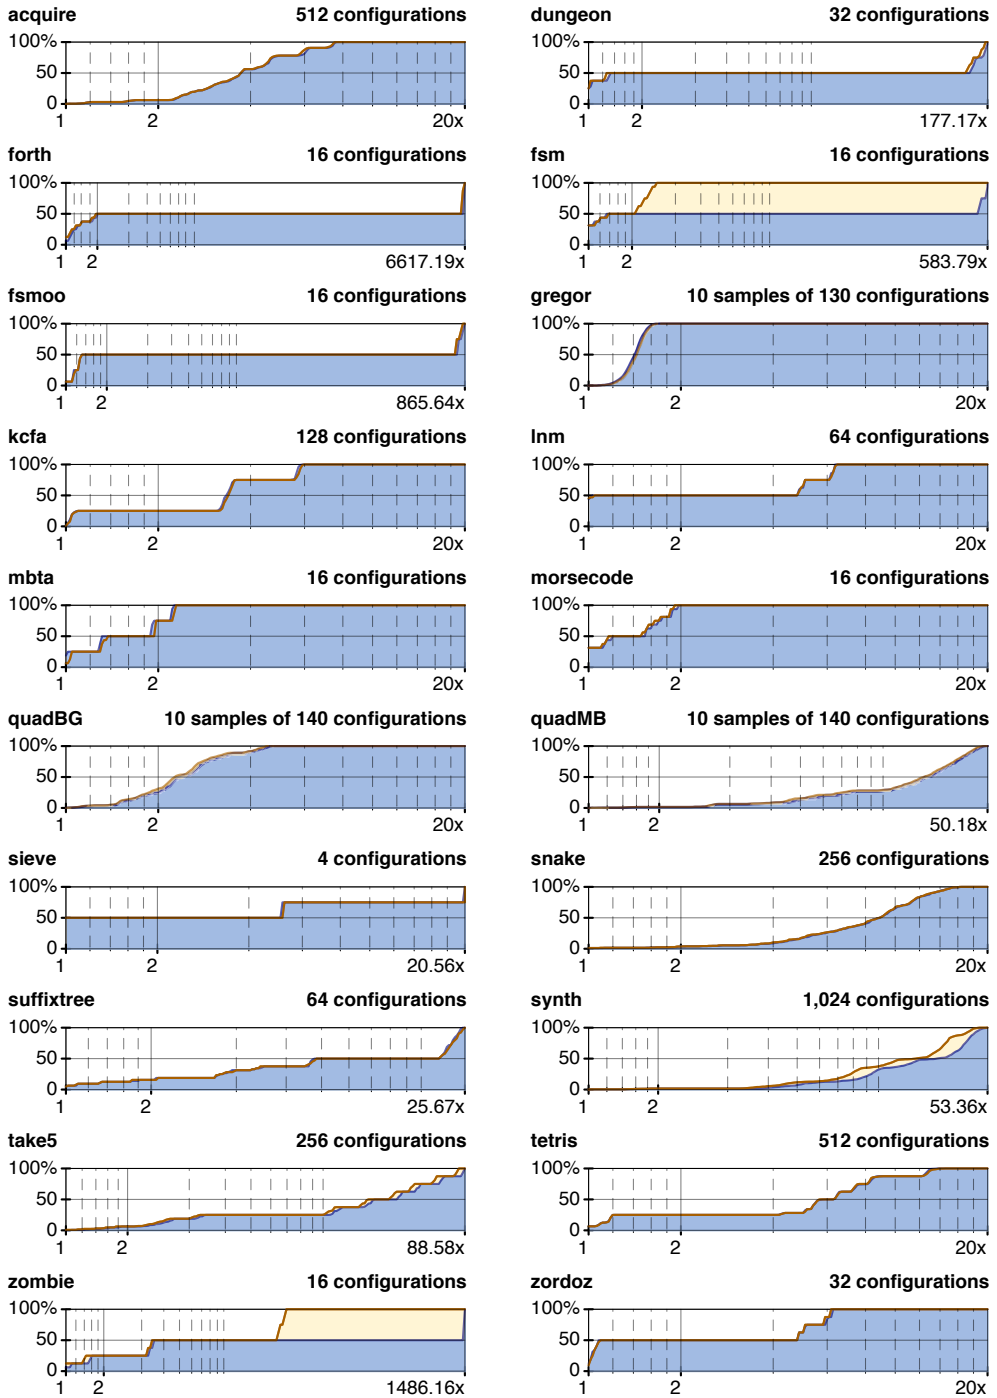 acquire 512 configurations
100%
50
0
1 2 20x
dungeon 32 configurations
100%
50
0
1 2 177.17x
forth 16 configurations
100%
50
0
1 2 6617.19x
fsm 16 configurations
100%
50
0
1 2 583.79x
fsmoo 16 configurations
100%
50
0
1 2 865.64x
gregor 10 samples of 130 configurations
100%
50
0
1 2 20x
kcfa 128 configurations
100%
50
0
1 2 20x
lnm 64 configurations
100%
50
0
1 2 20x
mbta 16 configurations
100%
50
0
1 2 20x
morsecode 16 configurations
100%
50
0
1 2 20x
quadBG 10 samples of 140 configurations
100%
50
0
1 2 20x
quadMB 10 samples of 140 configurations
100%
50
0
1 2 50.18x
sieve 4 configurations
100%
50
0
1 2 20.56x
snake 256 configurations
100%
50
0
1 2 20x
suffixtree 64 configurations
100%
50
0
1 2 25.67x
synth 1,024 configurations
100%
50
0
1 2 53.36x
take5 256 configurations
100%
50
0
1 2 88.58x
tetris 512 configurations
100%
50
0
1 2 20x
zombie 16 configurations
100%
50
0
1 2 1486.16x
zordoz 32 configurations
100%
50
0
1 2 20x